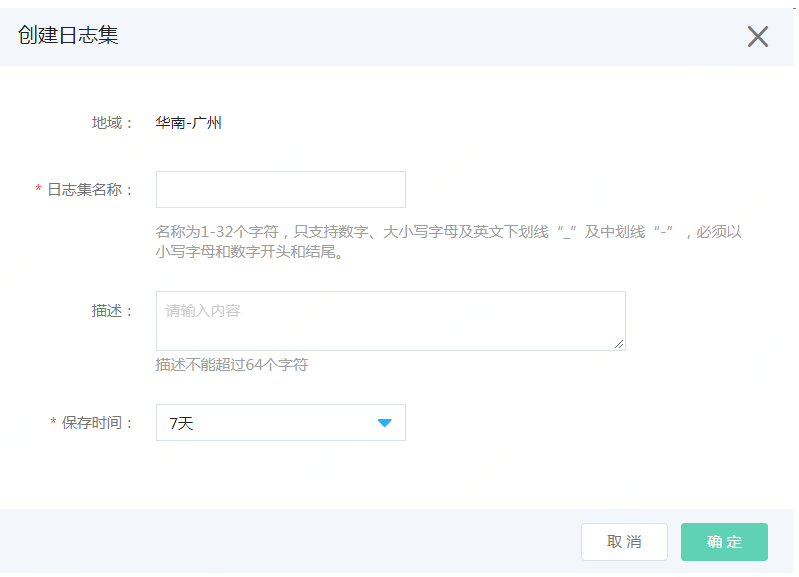 创建日志集
地域： 华南-广州
* 日志集名称：
名称为1-32个字符，只支持数字、大小写字母及英文下划线“_”及中划线“-”，必须以
小写字母和数字开头和结尾。
描述： 请输入内容
描述不能超过64个字符
* 保存时间： 7天
取消 确定